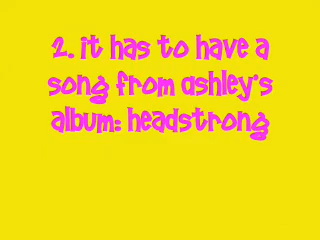 2. it has to have a
song from ashley's
album: headstrong